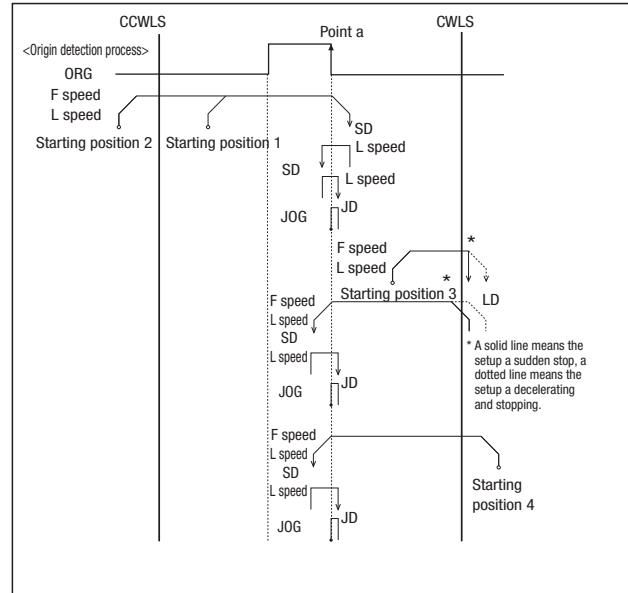 CCWLS
CWLS
Point a
<Origin detection process>
ORG
F speed
L speed
Starting position 2
Starting position 1
SD
L speed
SD
L speed
JOG
JD
F speed
*
L speed
Starting position 3
*
LD
F speed
L speed
SD
* A solid line means the
setup a sudden stop, a
dotted line means the
setup a decelerating
and stopping.
L speed
JD
JOG
F speed
L speed
SD
Starting
position 4
L speed
JD
JOG